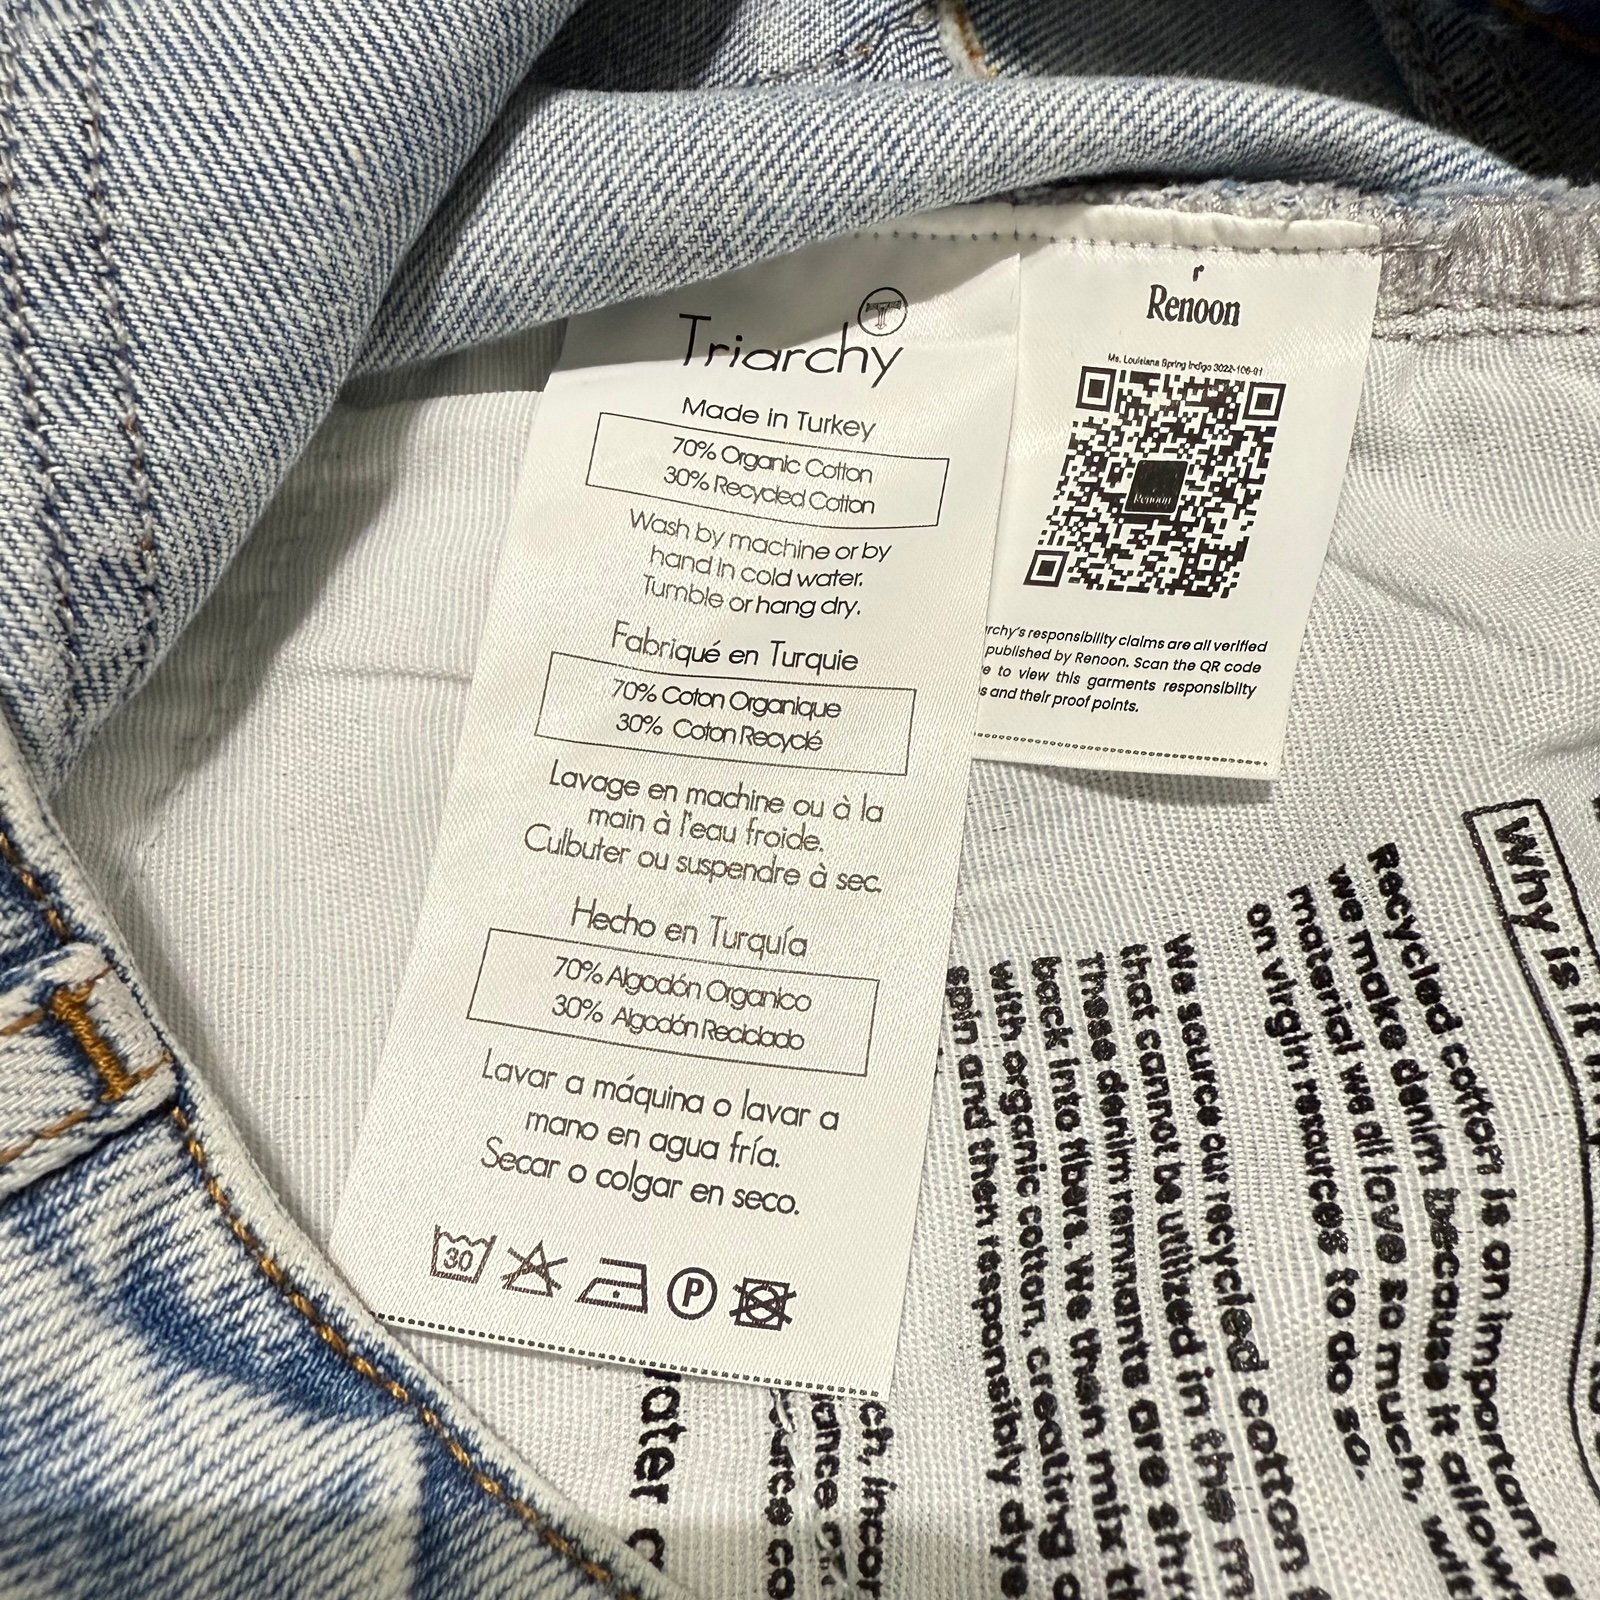 Triarchy
Made in Turkey
70% Organic Cotton
30% Recycled Cotton
Wash by machine or by
hand in cold water.
Tumble or hang dry.
Fabriqué en Turquie
70% Coton Organique
30% Coton Recyclé
Lavage en machine ou à la
main à l'eau froide.
Culbuter ou suspendre à sec.
Hecho en Turquía
70% Algodón Organico
30% Algodón Reciclado
Lavar a máquina o lavar a
mano en agua fría.
Secar o colgar en seco.
30
P
r
Renoon
Ms. Louisiana Spring Indigo 3022-106-91
Renoon
responsibility claims are all verified
published by Renoon. Scan the QR code
to view this garments responsibilty
and their proof points.
Why is it
Recycled cotton is an important
we make denim because it allows
material we all love so much,
on virgin resources to do so.
We source our recycled cotton
that cannot be utilized in the
These denim remnants are
back into fibers. We then mix
with organic cotton, creating
spin and then responsibly dye